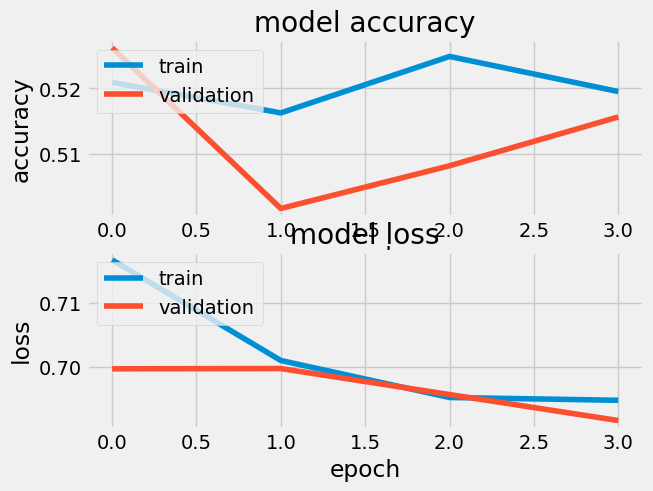 model accuracy
train
validation
accuracy
0.52
0.51
0.0 0.5 1.0 1.5 2.0 2.5 3.0
model loss
train
validation
loss
0.71
0.70
0.0 0.5 1.0 1.5 2.0 2.5 3.0
epoch